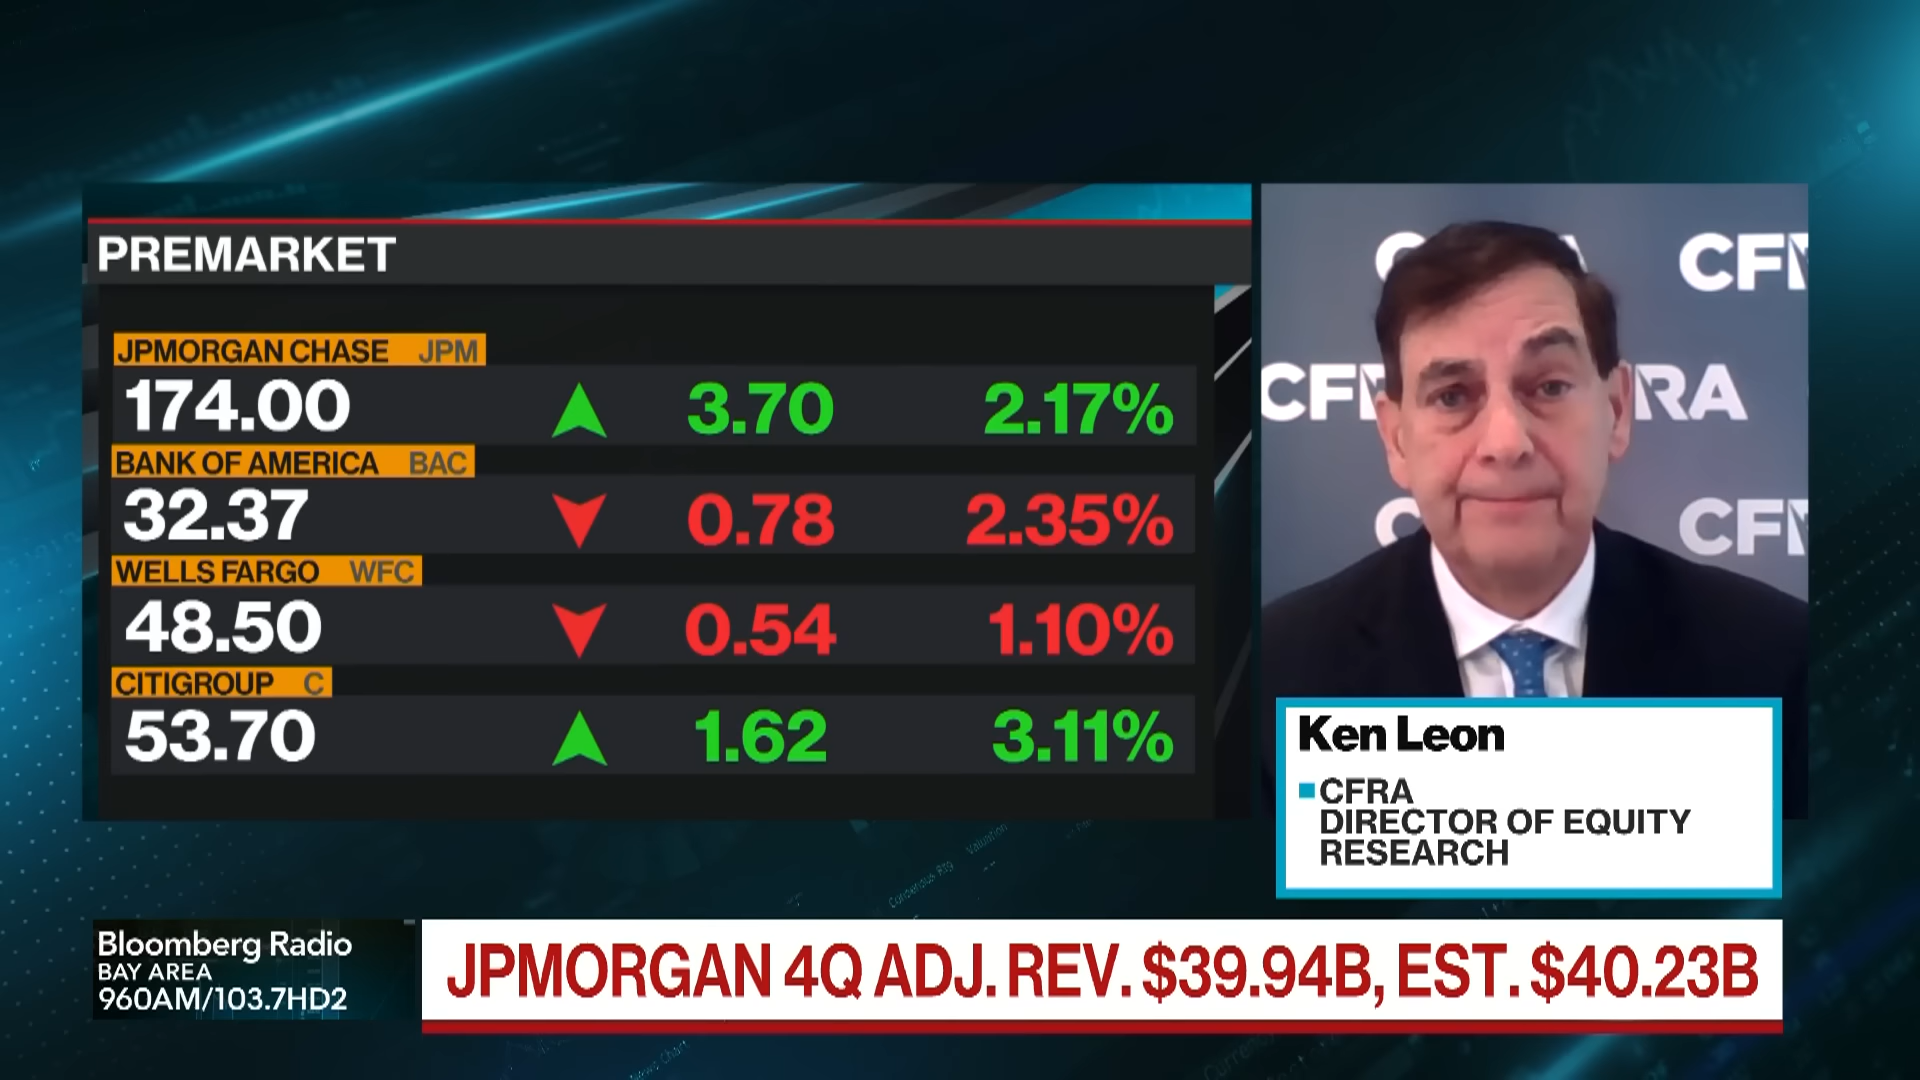 PREMARKET
JPMORGAN CHASE JPM
174.00 3.70 2.17%
BANK OF AMERICA BAC
32.37 0.78 2.35%
WELLS FARGO WFC
48.50 0.54 1.10%
CITIGROUP C
53.70 1.62 3.11%
CFRA
Ken Leon
CFRA
DIRECTOR OF EQUITY
RESEARCH
Bloomberg Radio
BAY AREA
960AM/103.7HD2
JPMORGAN 4Q ADJ. REV. $39.94B, EST. $40.23B
Valuation